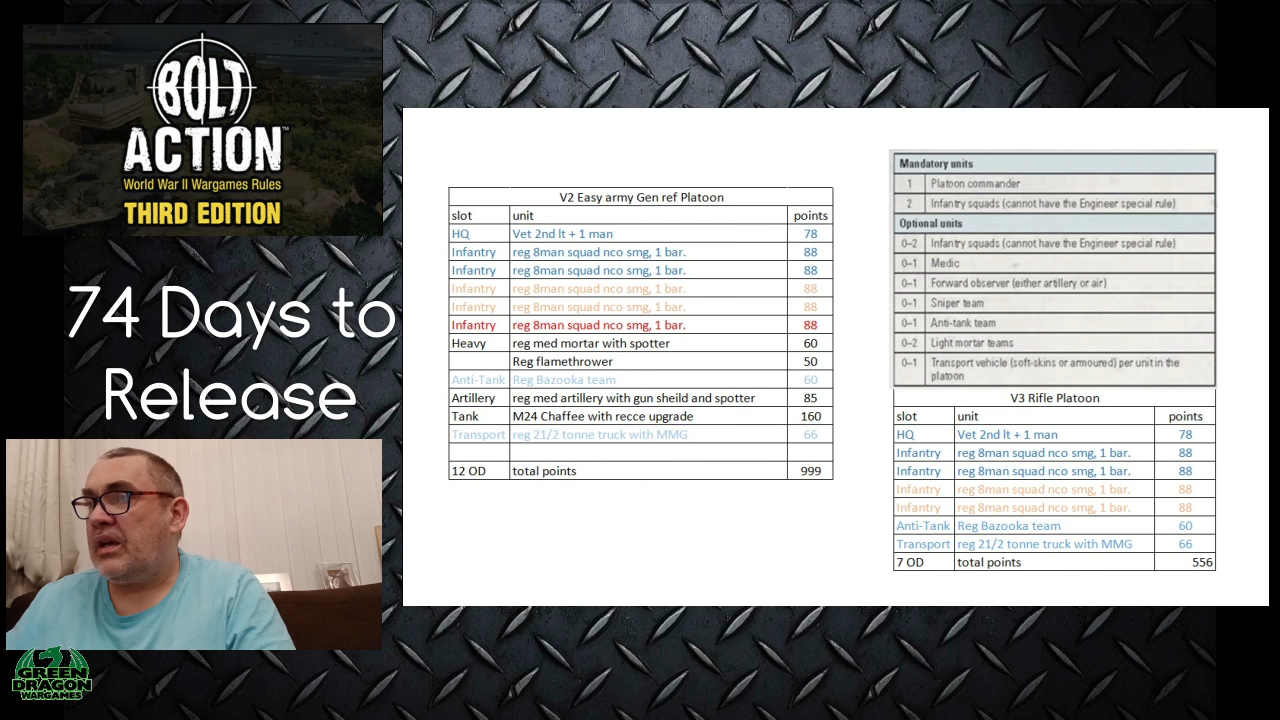 BOLT
ACTION™
World War II Wargames Rules
THIRD EDITION
74 Days to
Release
GREEN
DRAGON
WARGAMES
V2 Easy army Gen ref Platoon
slot unit points
HQ Vet 2nd lt + 1 man 78
Infantry reg 8man squad nco smg, 1 bar. 88
Infantry reg 8man squad nco smg, 1 bar. 88
Infantry reg 8man squad nco smg, 1 bar. 88
Infantry reg 8man squad nco smg, 1 bar. 88
Infantry reg 8man squad nco smg, 1 bar. 88
Heavy reg med mortar with spotter 60
Reg flamethrower 50
Anti-Tank Reg Bazooka team 60
Artillery reg med artillery with gun sheild and spotter 85
Tank M24 Chaffee with recce upgrade 160
Transport reg 21/2 tonne truck with MMG 66
12 OD total points 999
Mandatory units
1 Platoon commander
2 Infantry squads (cannot have the Engineer special rule)
Optional units
0–2 Infantry squads (cannot have the Engineer special rule)
0–1 Medic
0–1 Forward observer (either artillery or air)
0–1 Sniper team
0–1 Anti-tank team
0–2 Light mortar teams
0–1 Transport vehicle (soft-skins or armoured) per unit in the
platoon
V3 Rifle Platoon
slot unit points
HQ Vet 2nd lt + 1 man 78
Infantry reg 8man squad nco smg, 1 bar. 88
Infantry reg 8man squad nco smg, 1 bar. 88
Infantry reg 8man squad nco smg, 1 bar. 88
Infantry reg 8man squad nco smg, 1 bar. 88
Anti-Tank Reg Bazooka team 60
Transport reg 21/2 tonne truck with MMG 66
7 OD total points 556